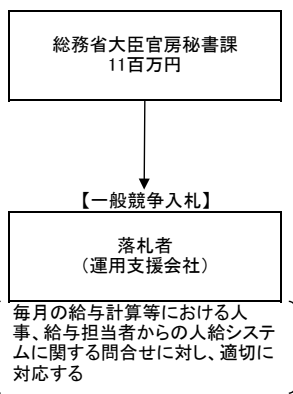 総務省大臣官房秘書課
11百万円
【一般競争入札】
落札者
（運用支援会社）
毎月の給与計算等における人
事、給与担当者からの人給システ
ムに関する問合せに対し、適切に
対応する